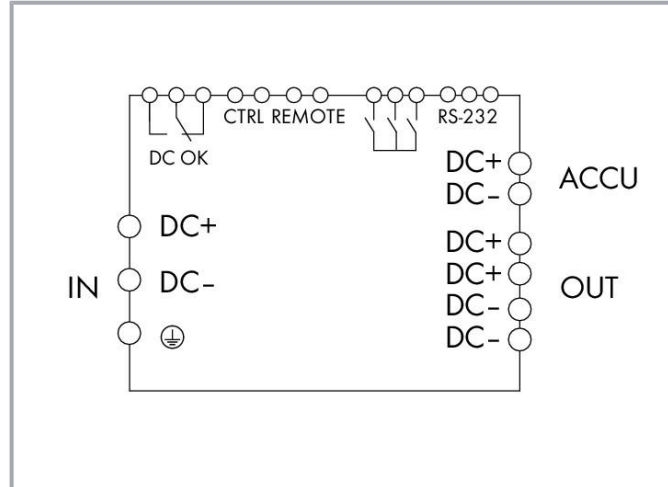 CTRL REMOTE RS-232
DC OK
DC+
DC- ACCU
DC+
IN DC-
DC+
DC+ OUT
DC-
DC-